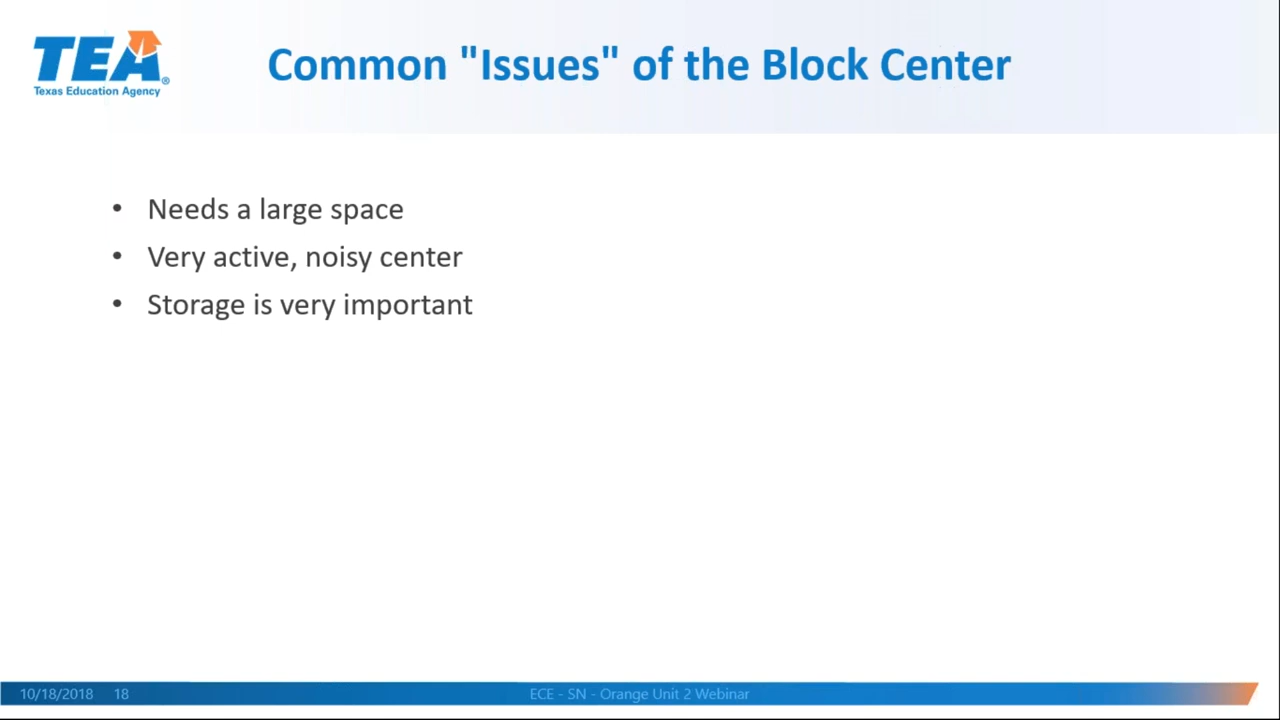 TEA®
Texas Education Agency
Common "Issues" of the Block Center
• Needs a large space
• Very active, noisy center
• Storage is very important
10/18/2018 18 ECE - SN - Orange Unit 2 Webinar